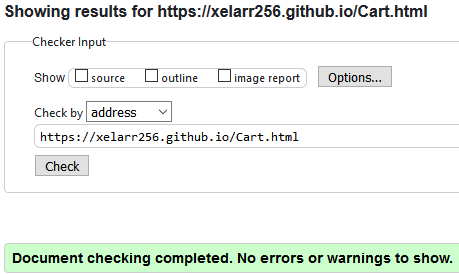 Showing results for https://xelarr256.github.io/Cart.html
Checker Input
Show source outline image report Options...
Check by address
https://xelarr256.github.io/Cart.html
Check
Document checking completed. No errors or warnings to show.